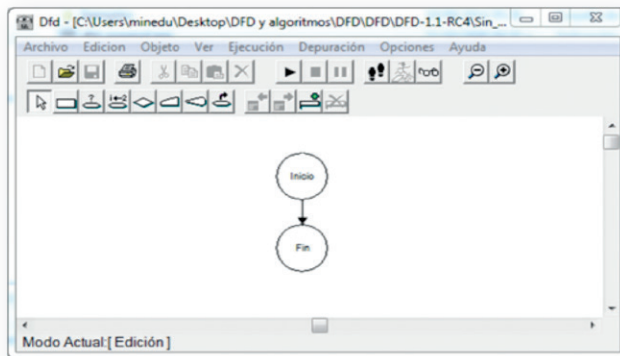 Dfd - [C:\Users\minedu\Desktop\DFD y algoritmos\DFD\DFD\DFD-1.1-RC4\Sin_...
Archivo Edicion Objeto Ver Ejecución Depuración Opciones Ayuda
Inicio
Fin
Modo Actual:[ Edición ]